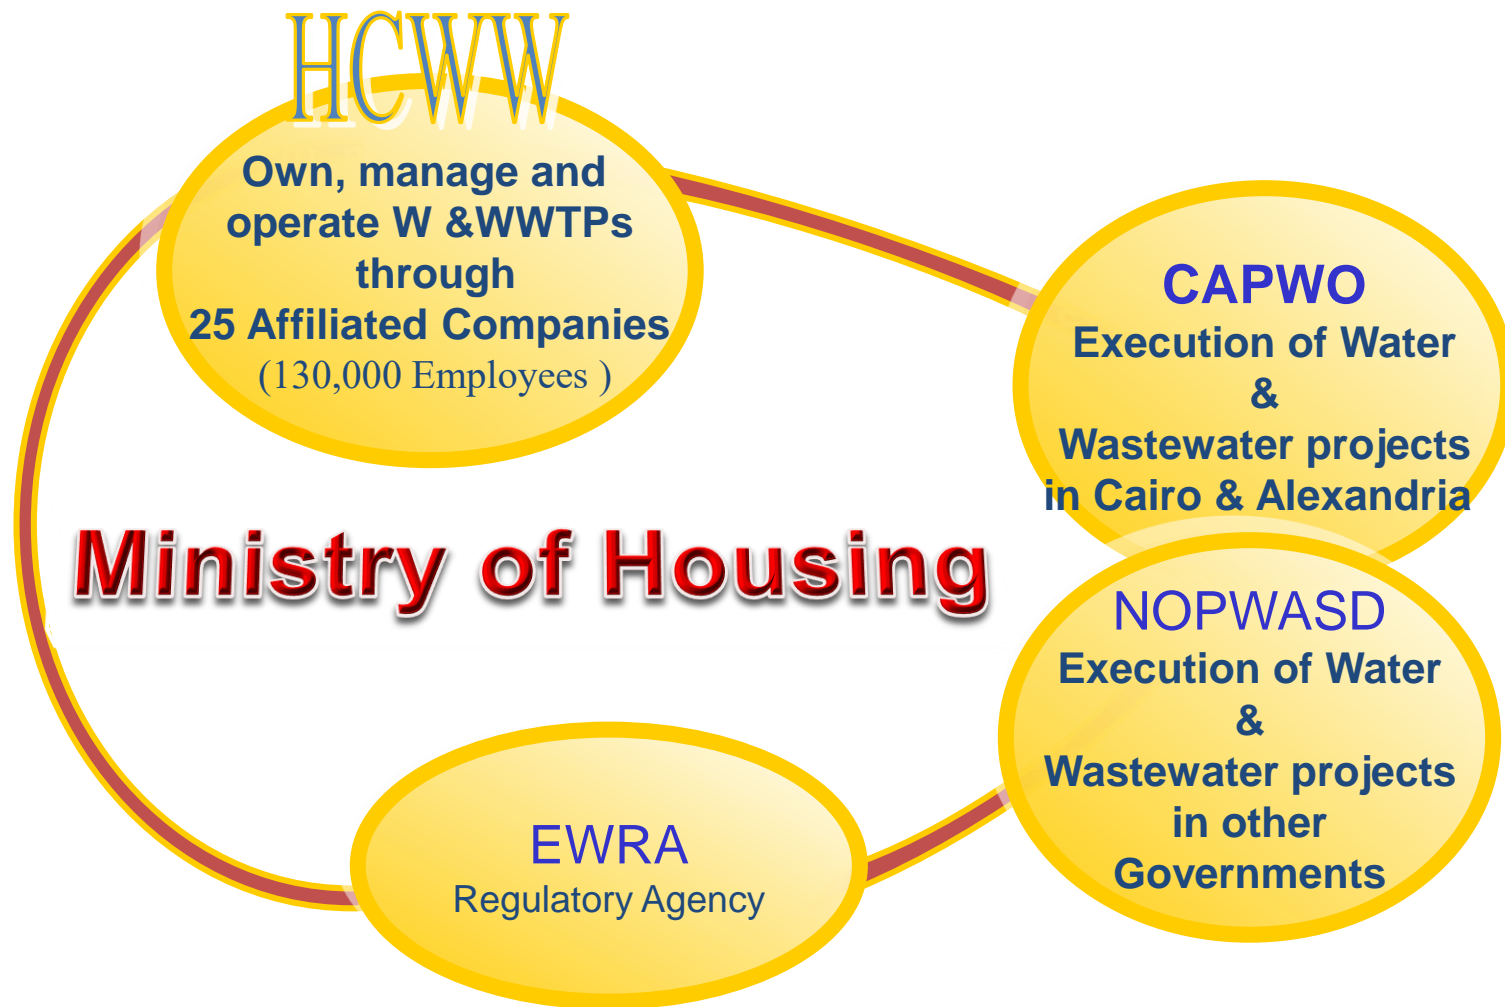 HCWW
Own, manage and
operate W &WWTPs
through
25 Affiliated Companies
(130,000 Employees )
CAPWO
Execution of Water
&
Wastewater projects
in Cairo & Alexandria
Ministry of Housing
NOPWASD
Execution of Water
&
Wastewater projects
in other
Governments
EWRA
Regulatory Agency